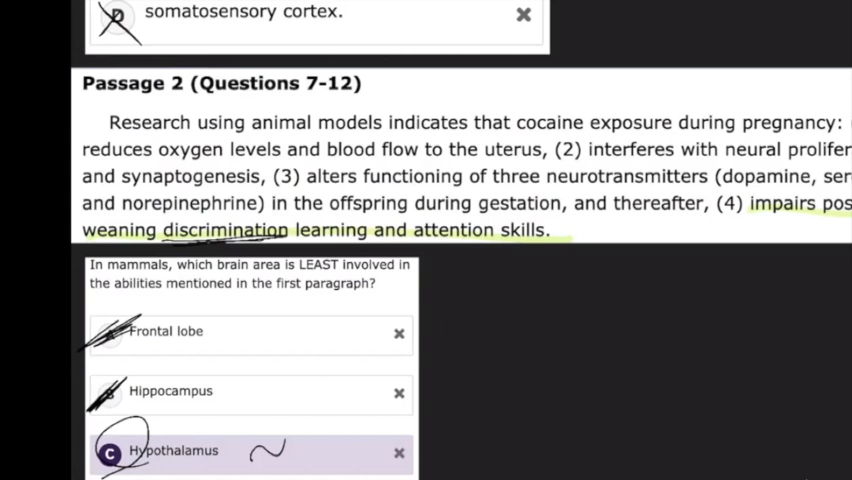 D somatosensory cortex.
Passage 2 (Questions 7-12)
Research using animal models indicates that cocaine exposure during pregnancy: (
reduces oxygen levels and blood flow to the uterus, (2) interferes with neural prolifer
and synaptogenesis, (3) alters functioning of three neurotransmitters (dopamine, ser
and norepinephrine) in the offspring during gestation, and thereafter, (4) impairs pos
weaning discrimination learning and attention skills.
In mammals, which brain area is LEAST involved in
the abilities mentioned in the first paragraph?
A Frontal lobe
B Hippocampus
C Hypothalamus